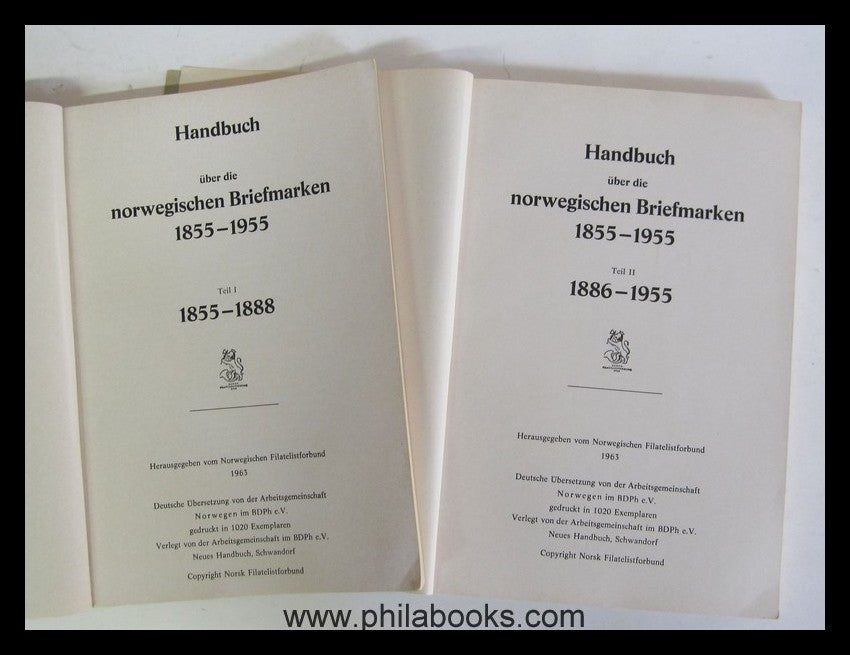 Handbuch
über die
norwegischen Briefmarken
1855–1955
Teil I
1855–1888
Herausgegeben vom Norwegischen Filatelistforbund
1963
Deutsche Übersetzung von der Arbeitsgemeinschaft
Norwegen im BDPh e.V.
gedruckt in 1020 Exemplaren
Verlegt von der Arbeitsgemeinschaft im BDPh e.V.
Neues Handbuch, Schwandorf
Copyright Norsk Filatelistforbund
Handbuch
über die
norwegischen Briefmarken
1855–1955
Teil II
1886–1955
Herausgegeben vom Norwegischen Filatelistforbund
1963
Deutsche Übersetzung von der Arbeitsgemeinschaft
Norwegen im BDPh e.V.
gedruckt in 1020 Exemplaren
Verlegt von der Arbeitsgemeinschaft im BDPh e.V.
Neues Handbuch, Schwandorf
Copyright Norsk Filatelistforbund
www.philabooks.com